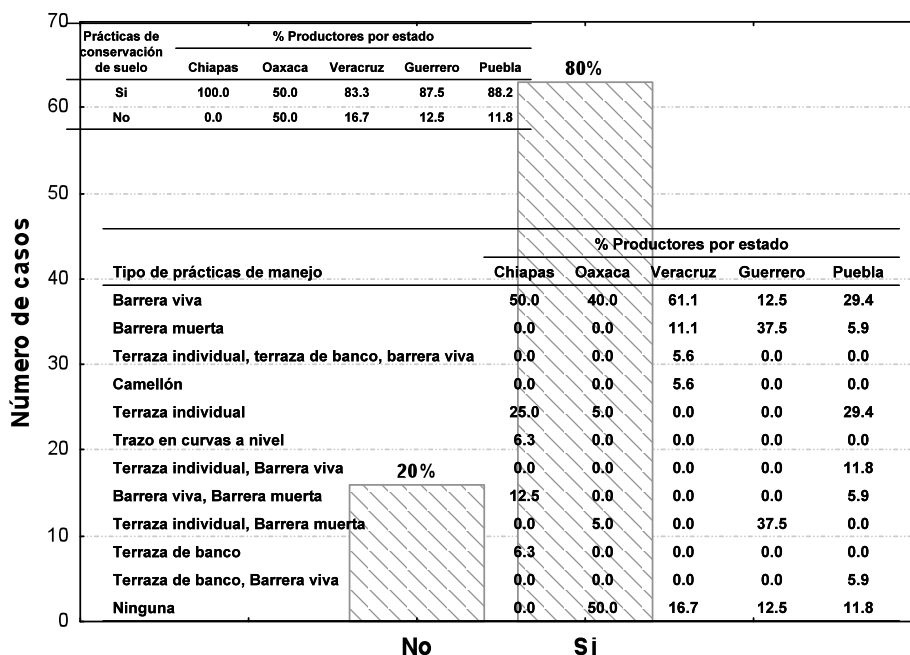 Número de casos
70
60
50
40
30
20
10
0
Prácticas de
conservación
de suelo
% Productores por estado
Chiapas Oaxaca Veracruz Guerrero Puebla
Si 100.0 50.0 83.3 87.5 88.2
No 0.0 50.0 16.7 12.5 11.8
80%
20%
% Productores por estado
Tipo de prácticas de manejo Chiapas Oaxaca Veracruz Guerrero Puebla
Barrera viva 50.0 40.0 61.1 12.5 29.4
Barrera muerta 0.0 0.0 11.1 37.5 5.9
Terraza individual, terraza de banco, barrera viva 0.0 0.0 5.6 0.0 0.0
Camellón 0.0 0.0 5.6 0.0 0.0
Terraza individual 25.0 5.0 0.0 0.0 29.4
Trazo en curvas a nivel 6.3 0.0 0.0 0.0 0.0
Terraza individual, Barrera viva 0.0 0.0 0.0 0.0 11.8
Barrera viva, Barrera muerta 12.5 0.0 0.0 0.0 5.9
Terraza individual, Barrera muerta 0.0 5.0 0.0 37.5 0.0
Terraza de banco 6.3 0.0 0.0 0.0 0.0
Terraza de banco, Barrera viva 0.0 0.0 0.0 0.0 5.9
Ninguna 0.0 50.0 16.7 12.5 11.8
No Si